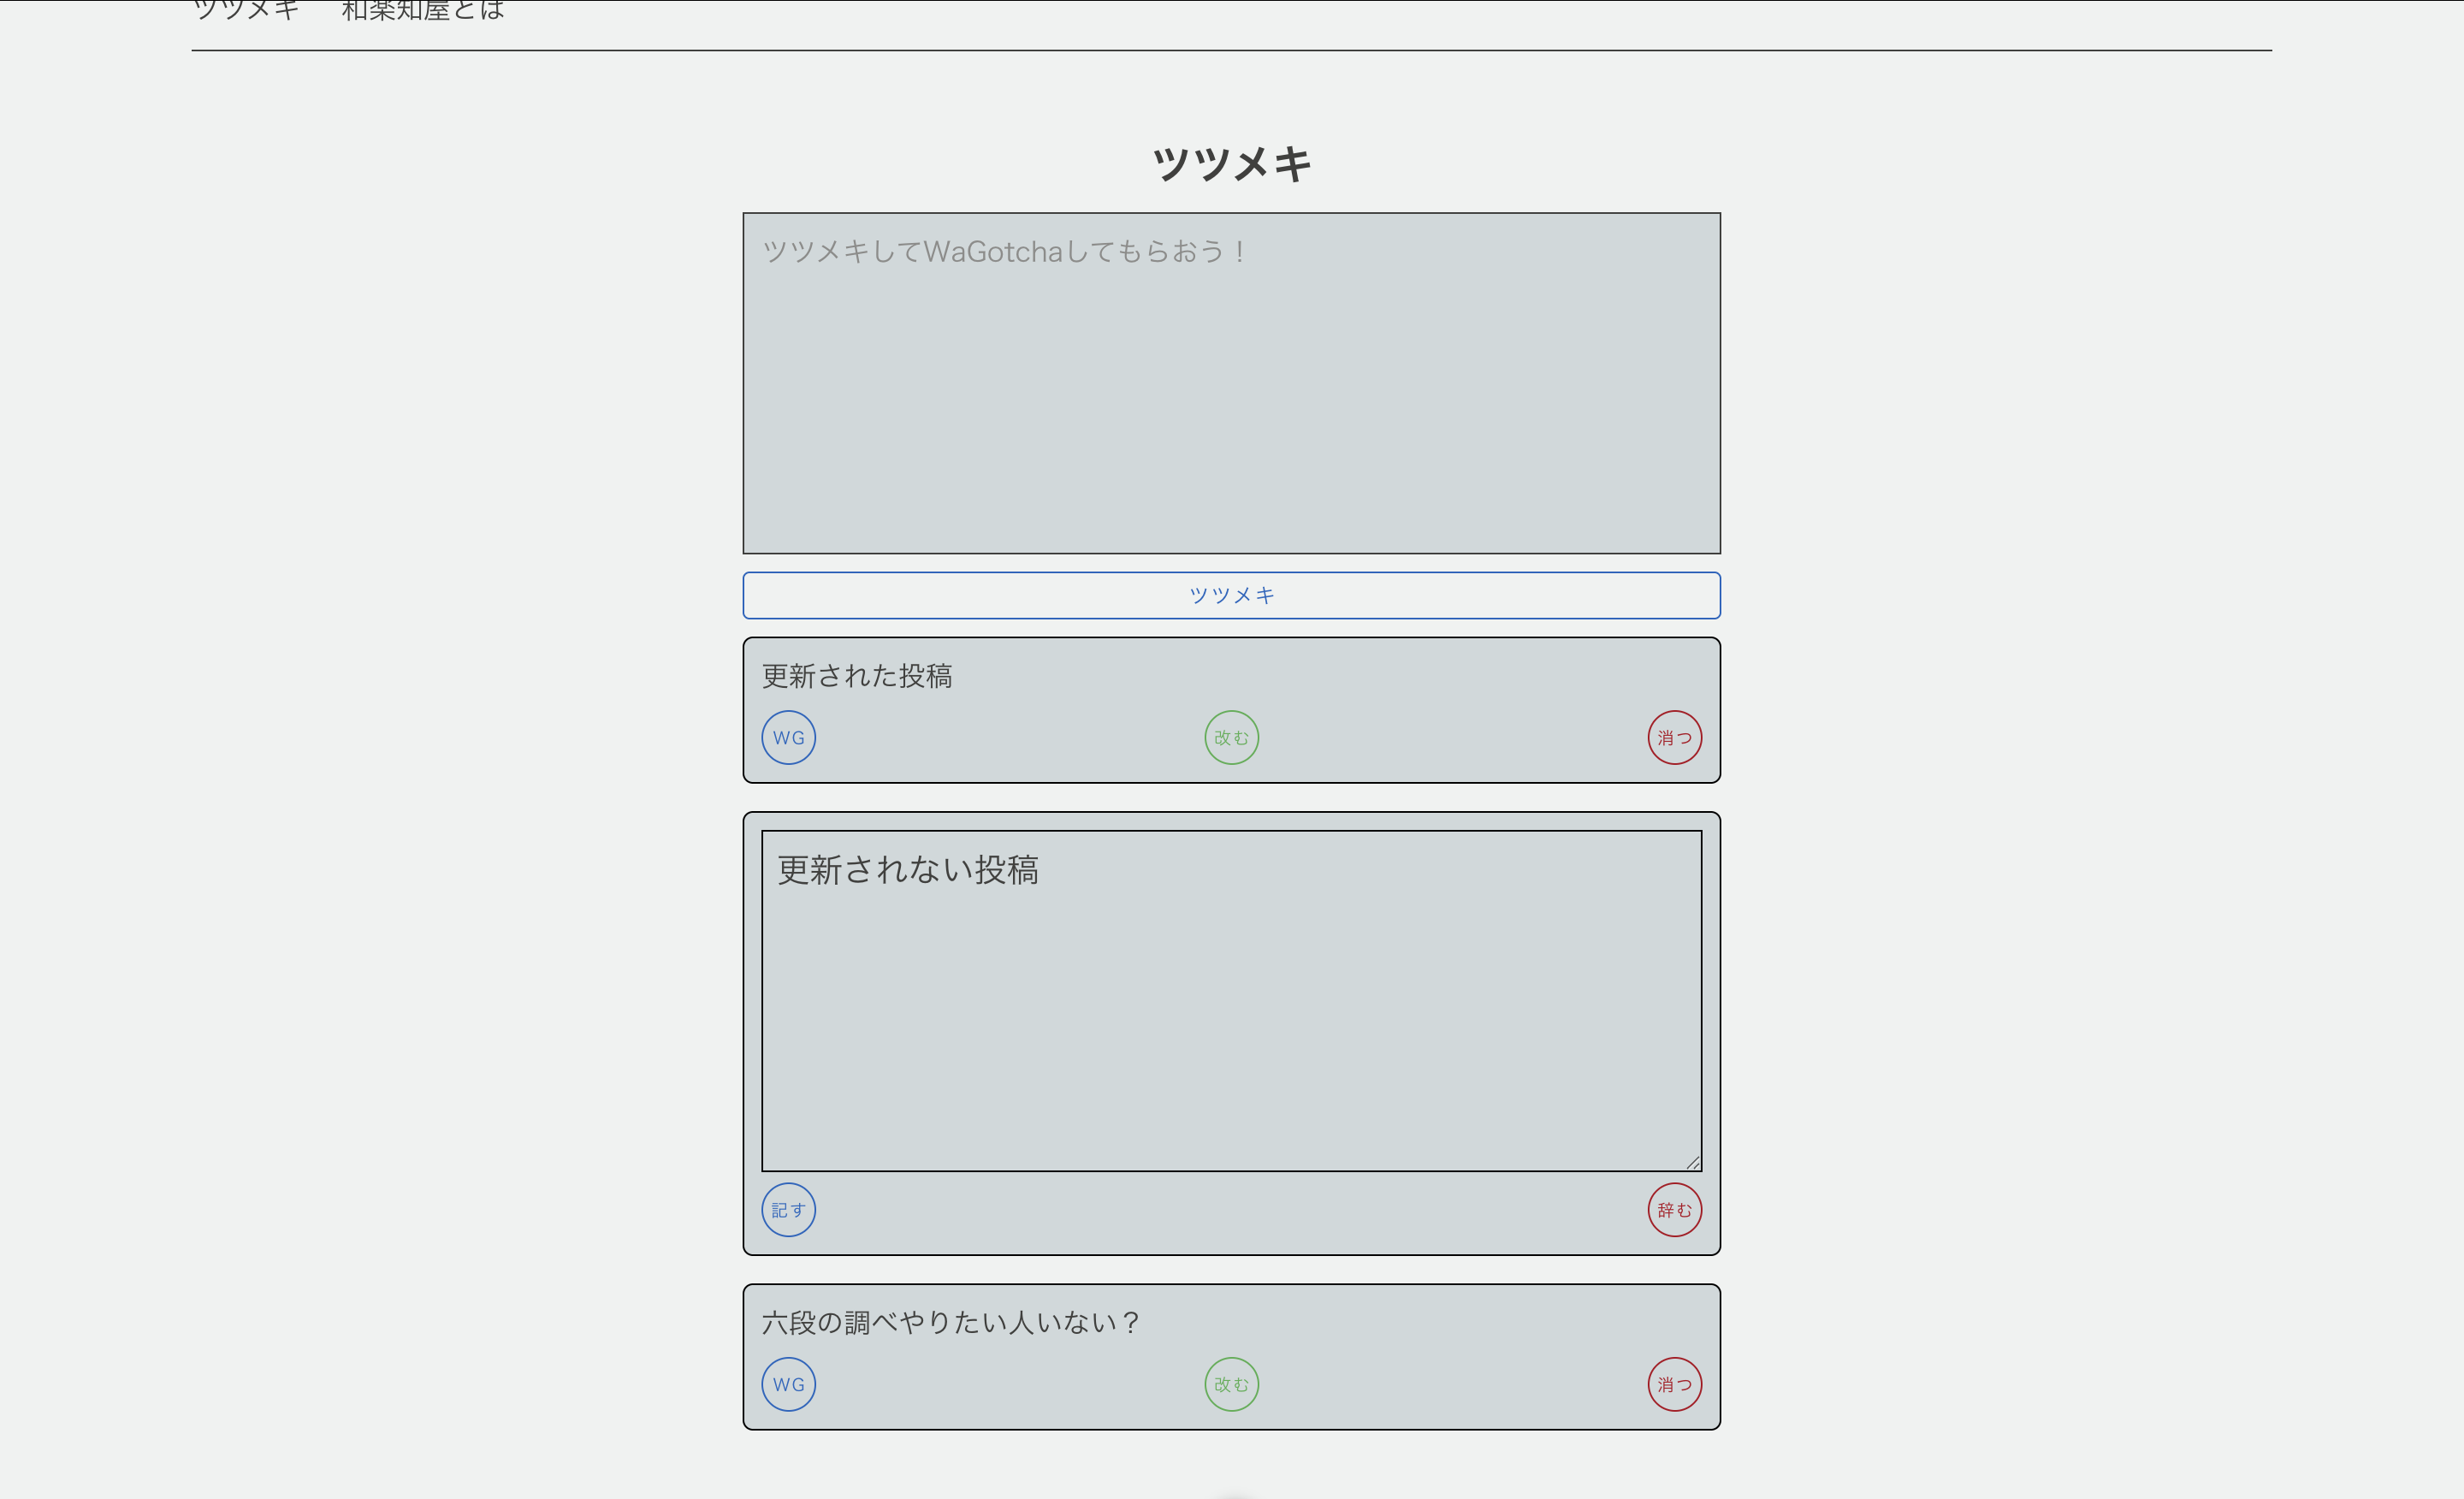 ツツメキ 和楽知屋とは
ツツメキ
ツツメキしてWaGotchaしてもらおう！
ツツメキ
更新された投稿
WG 改む 消つ
更新されない投稿
記す 辞む
六段の調べやりたい人いない？
WG 改む 消つ